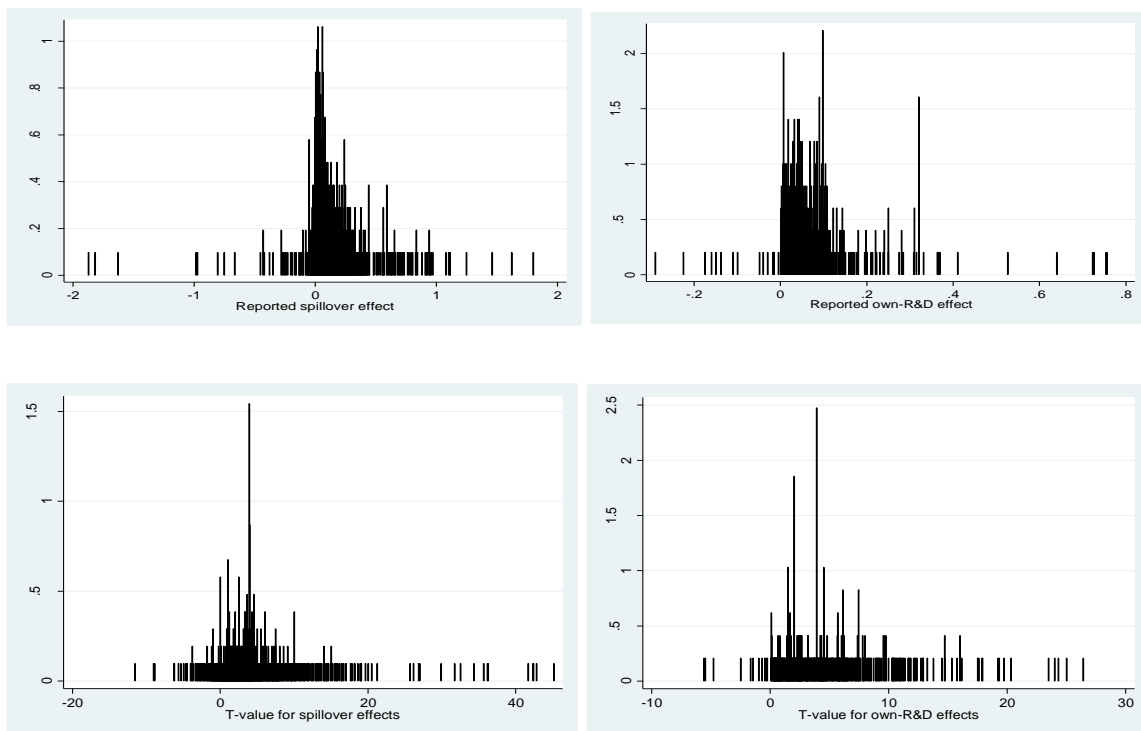 1
.8
.6
.4
.2
0
-2 -1 0 1 2
Reported spillover effect
2
1.5
1
.5
0
-.2 0 .2 .4 .6 .8
Reported own-R&D effect
1.5
1
.5
0
-20 0 20 40
T-value for spillover effects
2.5
2
1.5
1
.5
0
-10 0 10 20 30
T-value for own-R&D effects